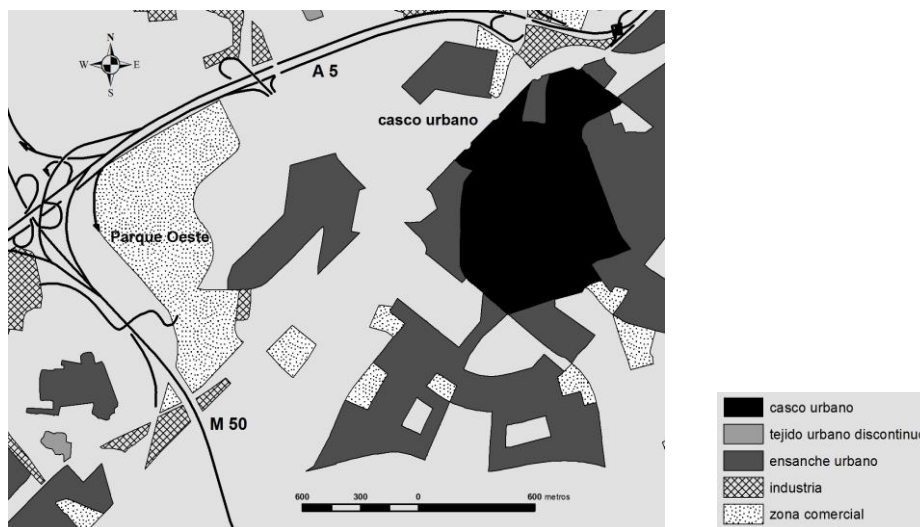 N
W E
S
A 5
casco urbano
Parque Oeste
M 50
600 300 0 600 metros
casco urbano
tejido urbano discontinuo
ensanche urbano
industria
zona comercial